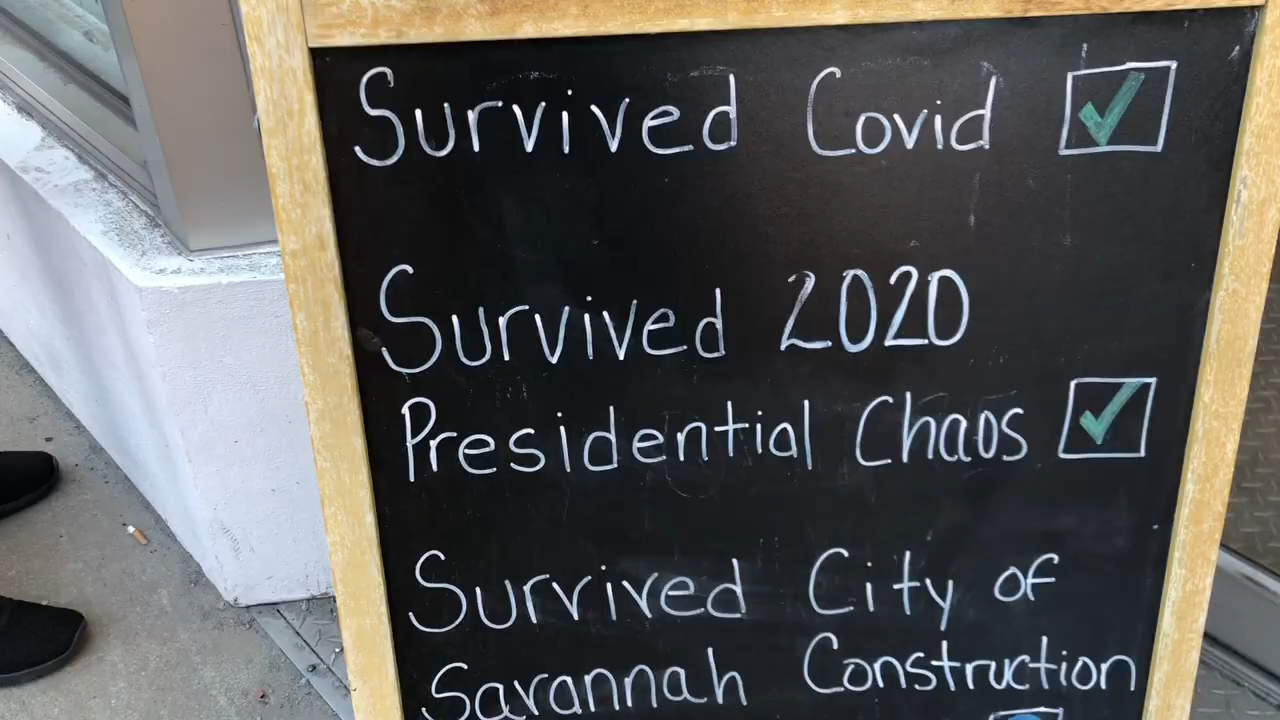 Survived Covid ☑
Survived 2020
Presidential Chaos ☑
Survived City of
Savannah Construction